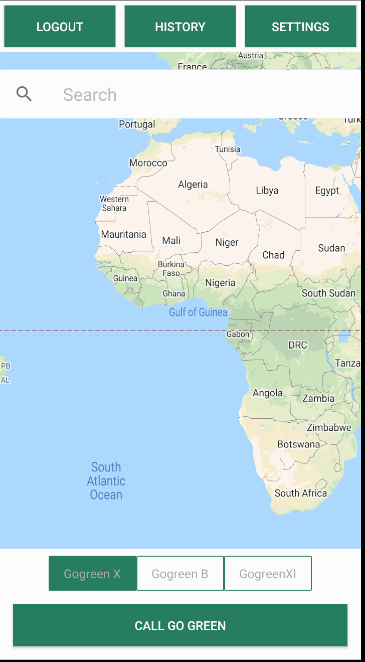 LOGOUT HISTORY SETTINGS
Austria
France
Search
Portugal
Tunisia
Morocco
Algeria
Libya
Egypt
Western
Sahara
Mauritania
Mali
Niger
Chad
Sudan
Burkina
Faso
Guinea
Ghana
Nigeria
South Sudan
Gulf of Guinea
Gabon
DRC
PB
AL
Tanza
Angola
Zambia
Zimbabwe
Botswana
South
Atlantic
Ocean
South Africa
Gogreen X Gogreen B GogreenXl
CALL GO GREEN